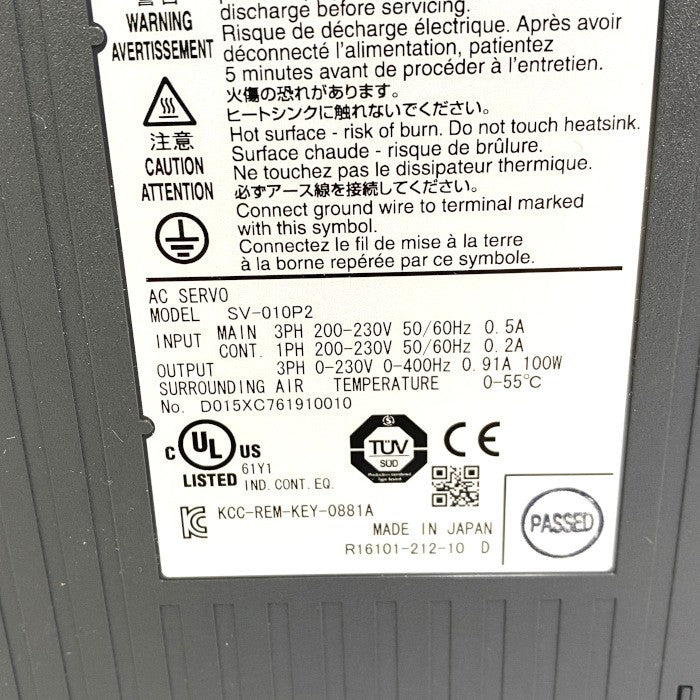 警告
WARNING
AVERTISSEMENT
discharge before servicing.
Risque de décharge électrique. Après avoir
déconnecté l'alimentation, patientez
5 minutes avant de procéder à l'entretien.
注意
CAUTION
ATTENTION
火傷の恐れがあります。
ヒートシンクに触れないでください。
Hot surface - risk of burn. Do not touch heatsink.
Surface chaude - risque de brûlure.
Ne touchez pas le dissipateur thermique.
必ずアース線を接続してください。
Connect ground wire to terminal marked
with this symbol.
Connectez le fil de mise à la terre
à la borne repérée par ce symbole.
AC SERVO
MODEL SV-010P2
INPUT MAIN 3PH 200-230V 50/60Hz 0.5A
CONT. 1PH 200-230V 50/60Hz 0.2A
OUTPUT 3PH 0-230V 0-400Hz 0.91A 100W
SURROUNDING AIR TEMPERATURE 0-55℃
No. D015XC761910010
C UL US
LISTED
61Y1
IND. CONT. EQ.
TÜV
SÜD
CE
KCC-REM-KEY-0881A
MADE IN JAPAN
R16101-212-10 D
PASSED